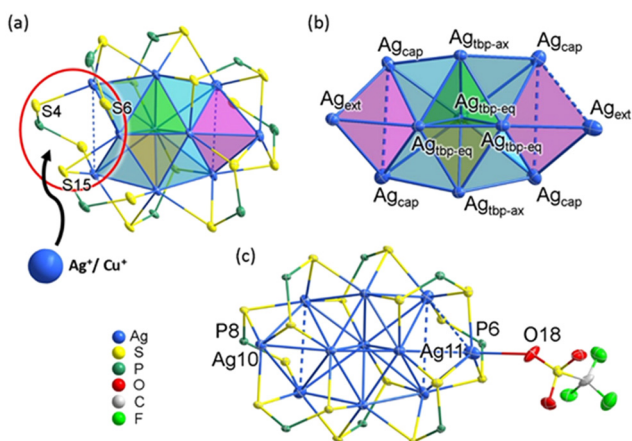 (a)
S4
S6
S15
Ag⁺/ Cu⁺
Ag
S
P
O
C
F
(b)
Ag_cap
Ag_tbp-ax
Ag_cap
Ag_ext
Ag_tbp-eq
Ag_ext
Ag_tbp-eq
Ag_tbp-eq
Ag_cap
Ag_tbp-ax
Ag_cap
(c)
P8
Ag10
P6
Ag11
O18